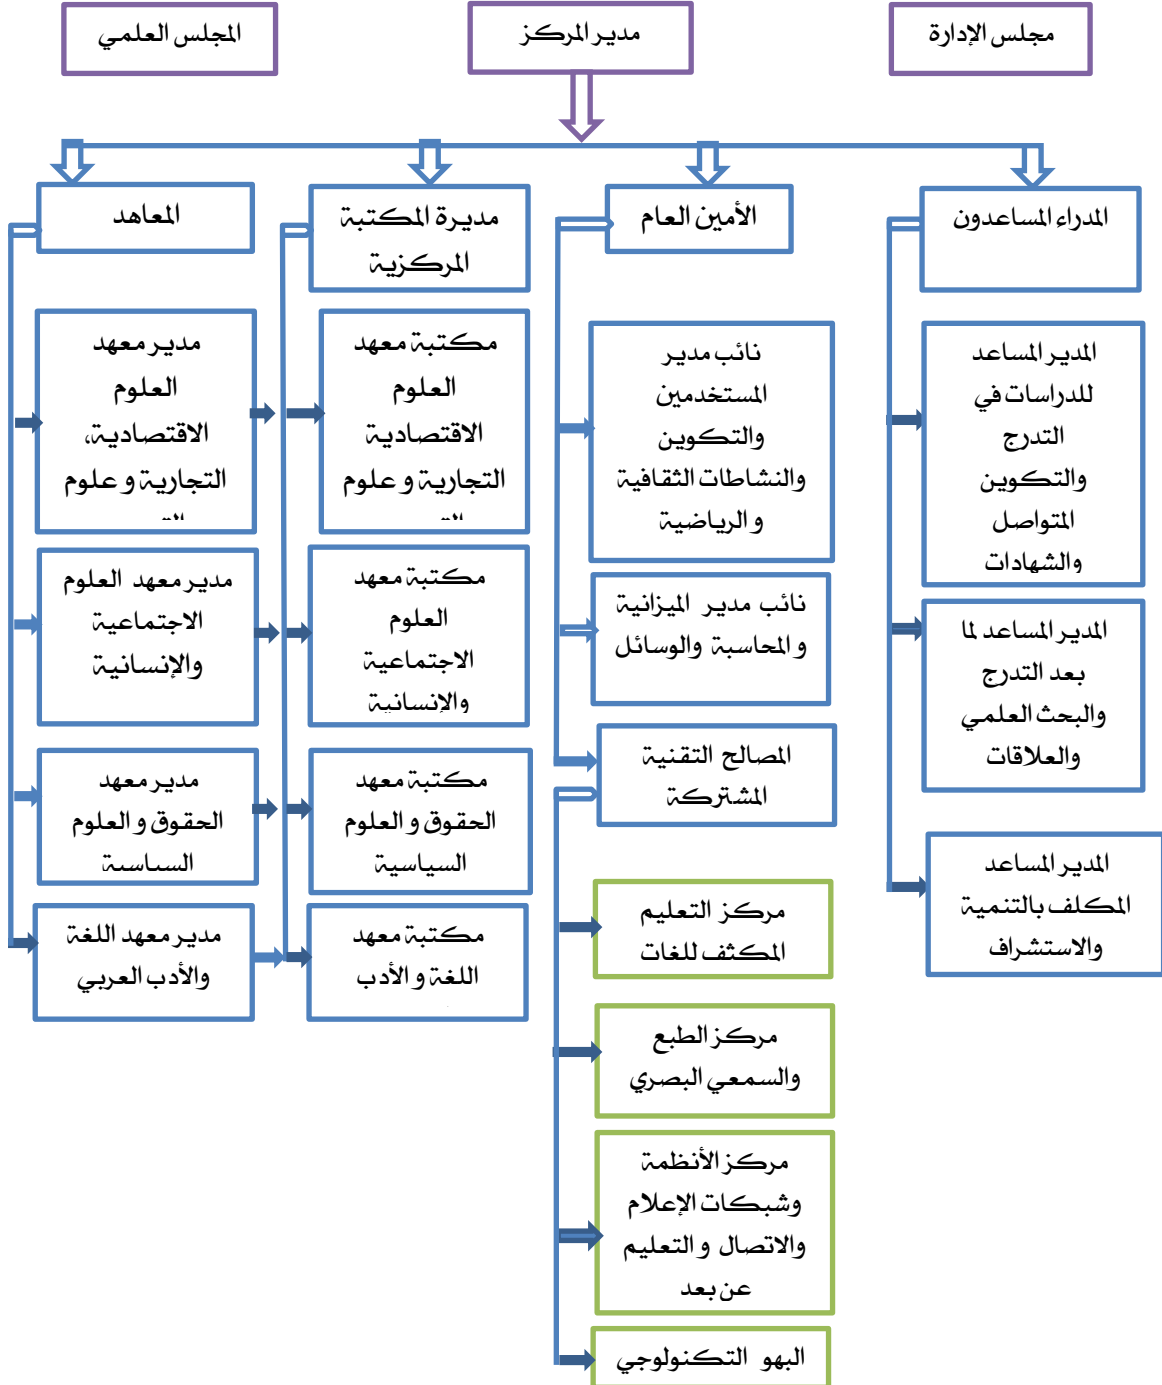 مجلس الإدارة
مدير المركز
المجلس العلمي
المدراء المساعدون
المدير المساعد
للدراسات في
التدرج
والتكوين
المتواصل
والشهادات
المدير المساعد لما
بعد التدرج
والبحث العلمي
والعلاقات
المدير المساعد
المكلف بالتنمية
والاستشراف
الأمين العام
نائب مدير
المستخدمين
والتكوين
والنشاطات الثقافية
والرياضية
نائب مدير الميزانية
والمحاسبة والوسائل
المصالح التقنية
المشتركة
مركز التعليم
المكثف للغات
مركز الطبع
والسمعي البصري
مركز الأنظمة
وشبكات الإعلام
والاتصال و التعليم
عن بعد
البهو التكنولوجي
مديرة المكتبة
المركزية
مكتبة معهد
العلوم
الاقتصادية
التجارية و علوم
مكتبة معهد
العلوم
الاجتماعية
والإنسانية
مكتبة معهد
الحقوق و العلوم
السياسية
مكتبة معهد
اللغة و الأدب
المعاهد
مدير معهد
العلوم
الاقتصادية،
التجارية و علوم
مدير معهد العلوم
الاجتماعية
والإنسانية
مدير معهد
الحقوق و العلوم
السياسية
مدير معهد اللغة
والأدب العربي